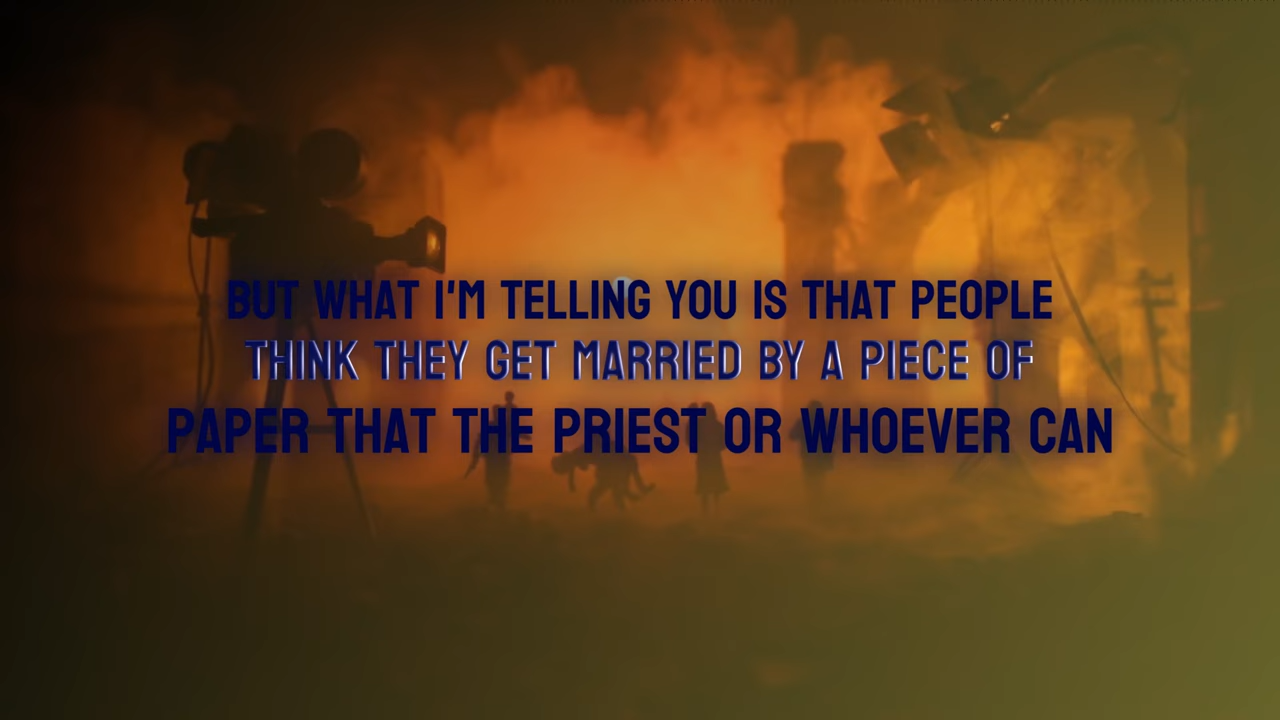 BUT WHAT I'M TELLING YOU IS THAT PEOPLE
THINK THEY GET MARRIED BY A PIECE OF
PAPER THAT THE PRIEST OR WHOEVER CAN